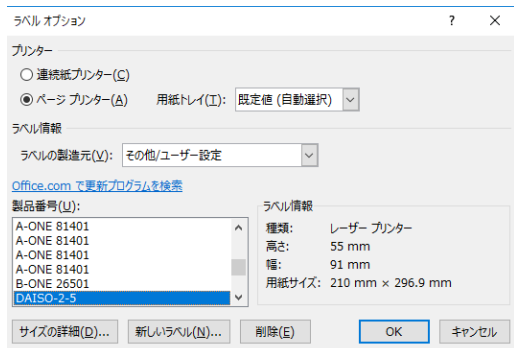 ラベル オプション ? ×
プリンター
連続紙プリンター(C)
ページ プリンター(A) 用紙トレイ(T): 既定値 (自動選択)
ラベル情報
ラベルの製造元(V): その他/ユーザー設定
Office.com で更新プログラムを検索
製品番号(U):
A-ONE 81401
A-ONE 81401
A-ONE 81401
A-ONE 81401
B-ONE 26501
DAISO-2-5
ラベル情報
種類: レーザー プリンター
高さ: 55 mm
幅: 91 mm
用紙サイズ: 210 mm × 296.9 mm
サイズの詳細(D)... 新しいラベル(N)... 削除(E) OK キャンセル